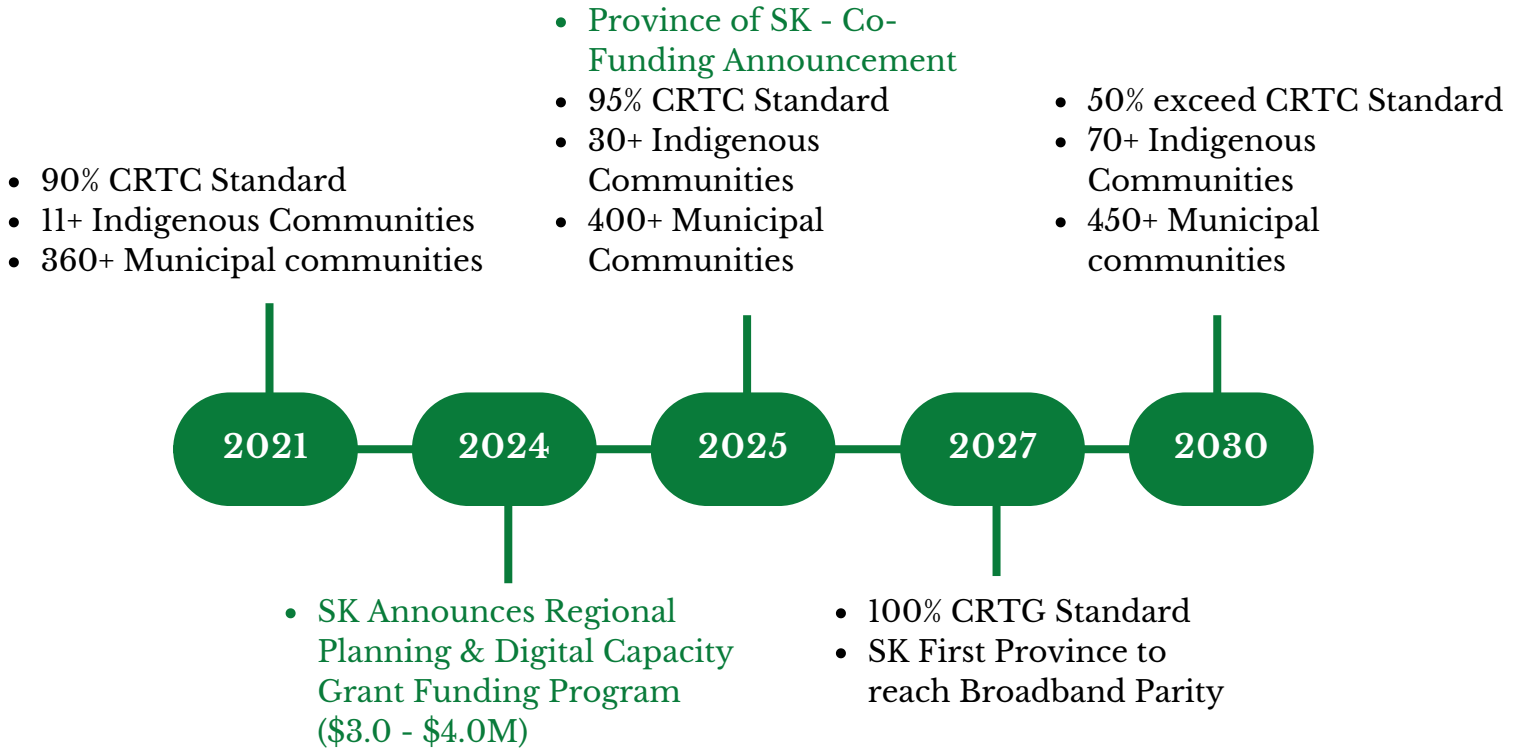 • Province of SK - Co-
Funding Announcement
• 95% CRTC Standard
• 30+ Indigenous
Communities
• 400+ Municipal
Communities
• 50% exceed CRTC Standard
• 70+ Indigenous
Communities
• 450+ Municipal
communities
• 90% CRTC Standard
• 11+ Indigenous Communities
• 360+ Municipal communities
2021
2024
2025
2027
2030
• SK Announces Regional
Planning & Digital Capacity
Grant Funding Program
($3.0 - $4.0M)
• 100% CRTG Standard
• SK First Province to
reach Broadband Parity